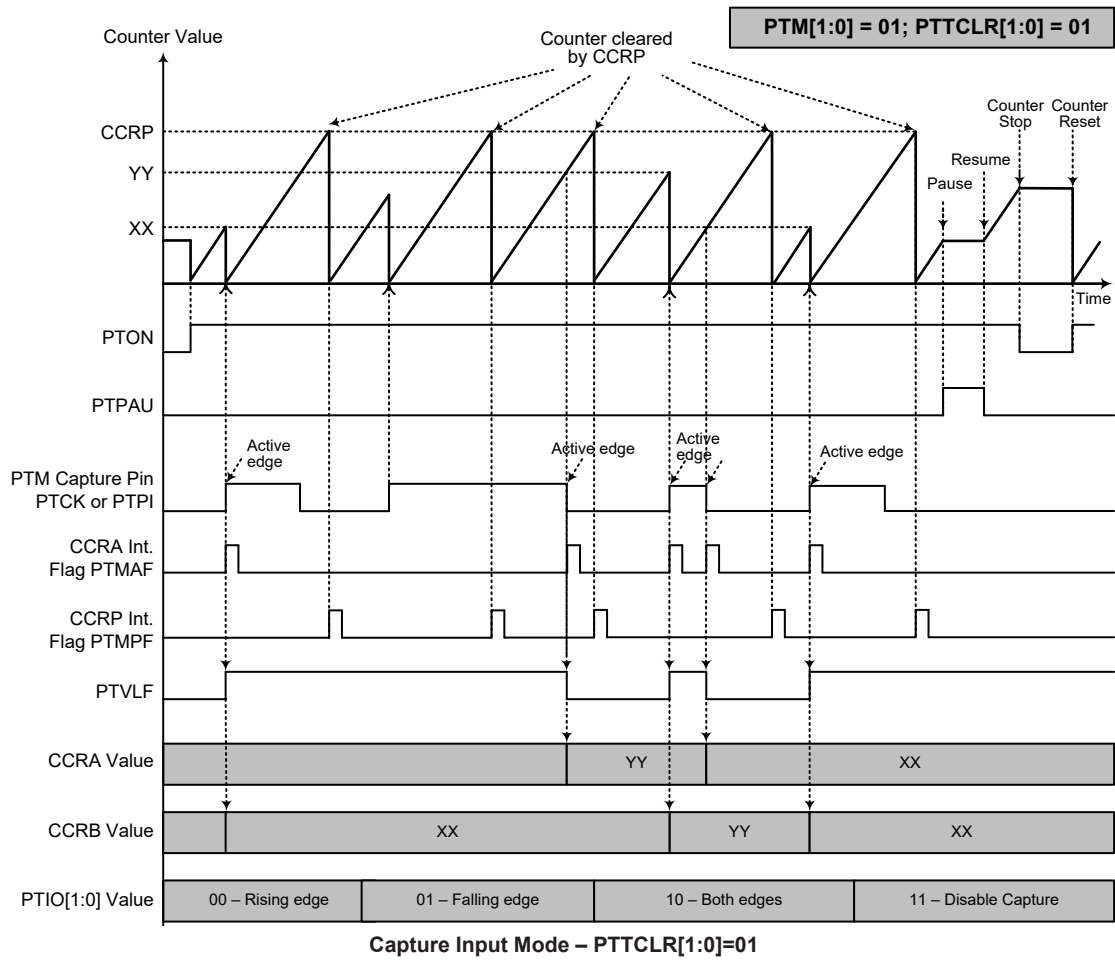 PTM[1:0] = 01; PTTCLR[1:0] = 01
Counter Value
Counter cleared
by CCRP
CCRP
YY
XX
Counter
Stop
Counter
Reset
Resume
Pause
Time
PTON
PTPAU
Active
edge
Active edge
Active
edge
Active edge
PTM Capture Pin
PTCK or PTPI
CCRA Int.
Flag PTMAF
CCRP Int.
Flag PTMPF
PTVLF
CCRA Value
YY
XX
CCRB Value
XX
YY
XX
PTIO[1:0] Value
00 – Rising edge
01 – Falling edge
10 – Both edges
11 – Disable Capture
Capture Input Mode – PTTCLR[1:0]=01